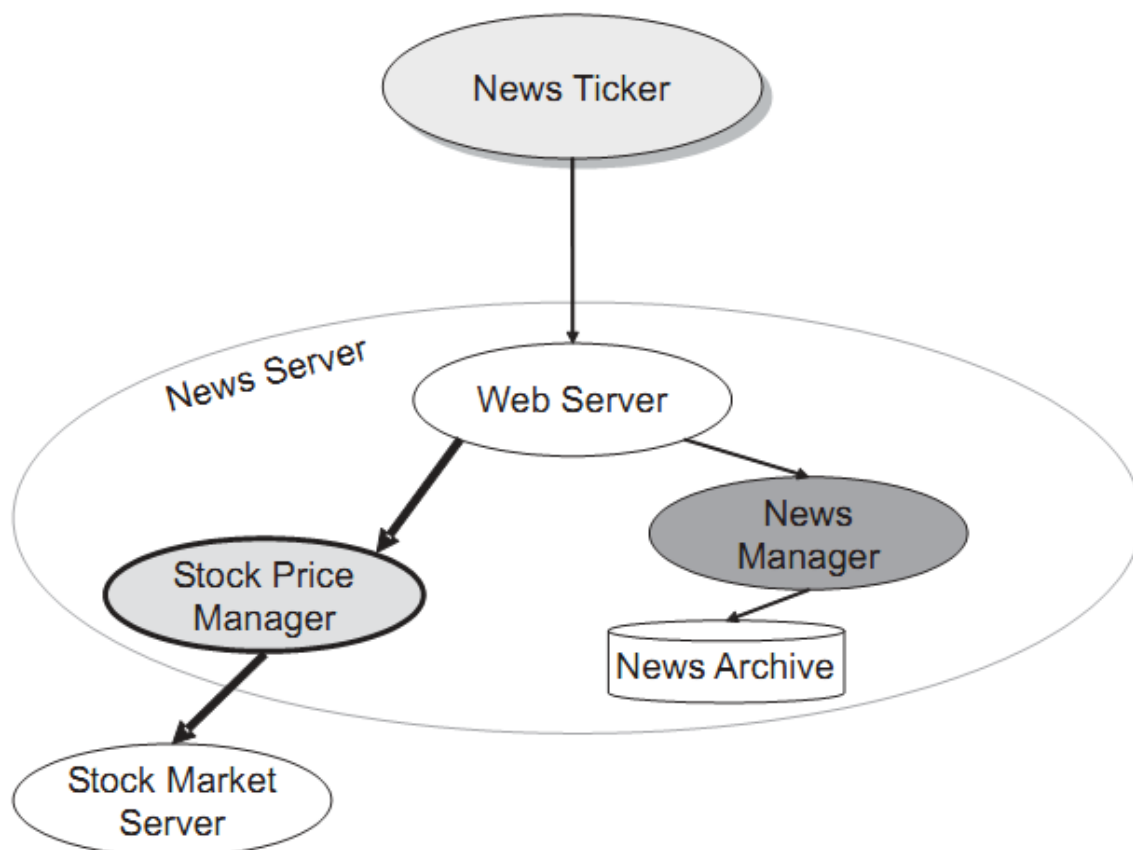 News Ticker
News Server
Web Server
News
Manager
Stock Price
Manager
News Archive
Stock Market
Server